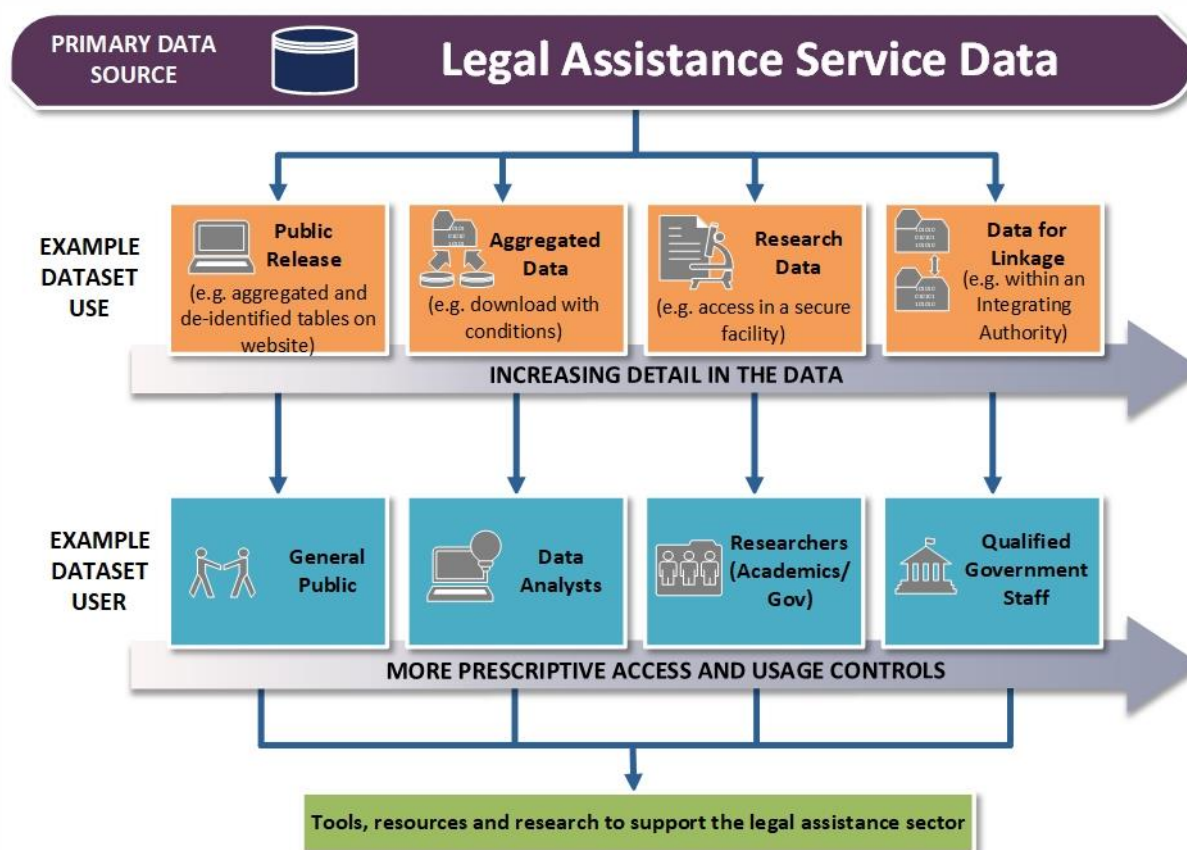 PRIMARY DATA
SOURCE
Legal Assistance Service Data
EXAMPLE
DATASET
USE
Public
Release
(e.g. aggregated and
de-identified tables on
website)
Aggregated
Data
(e.g. download with
conditions)
Research
Data
(e.g. access in a secure
facility)
Data for
Linkage
(e.g. within an
Integrating
Authority)
INCREASING DETAIL IN THE DATA
EXAMPLE
DATASET
USER
General
Public
Data
Analysts
Researchers
(Academics/
Gov)
Qualified
Government
Staff
MORE PRESCRIPTIVE ACCESS AND USAGE CONTROLS
Tools, resources and research to support the legal assistance sector